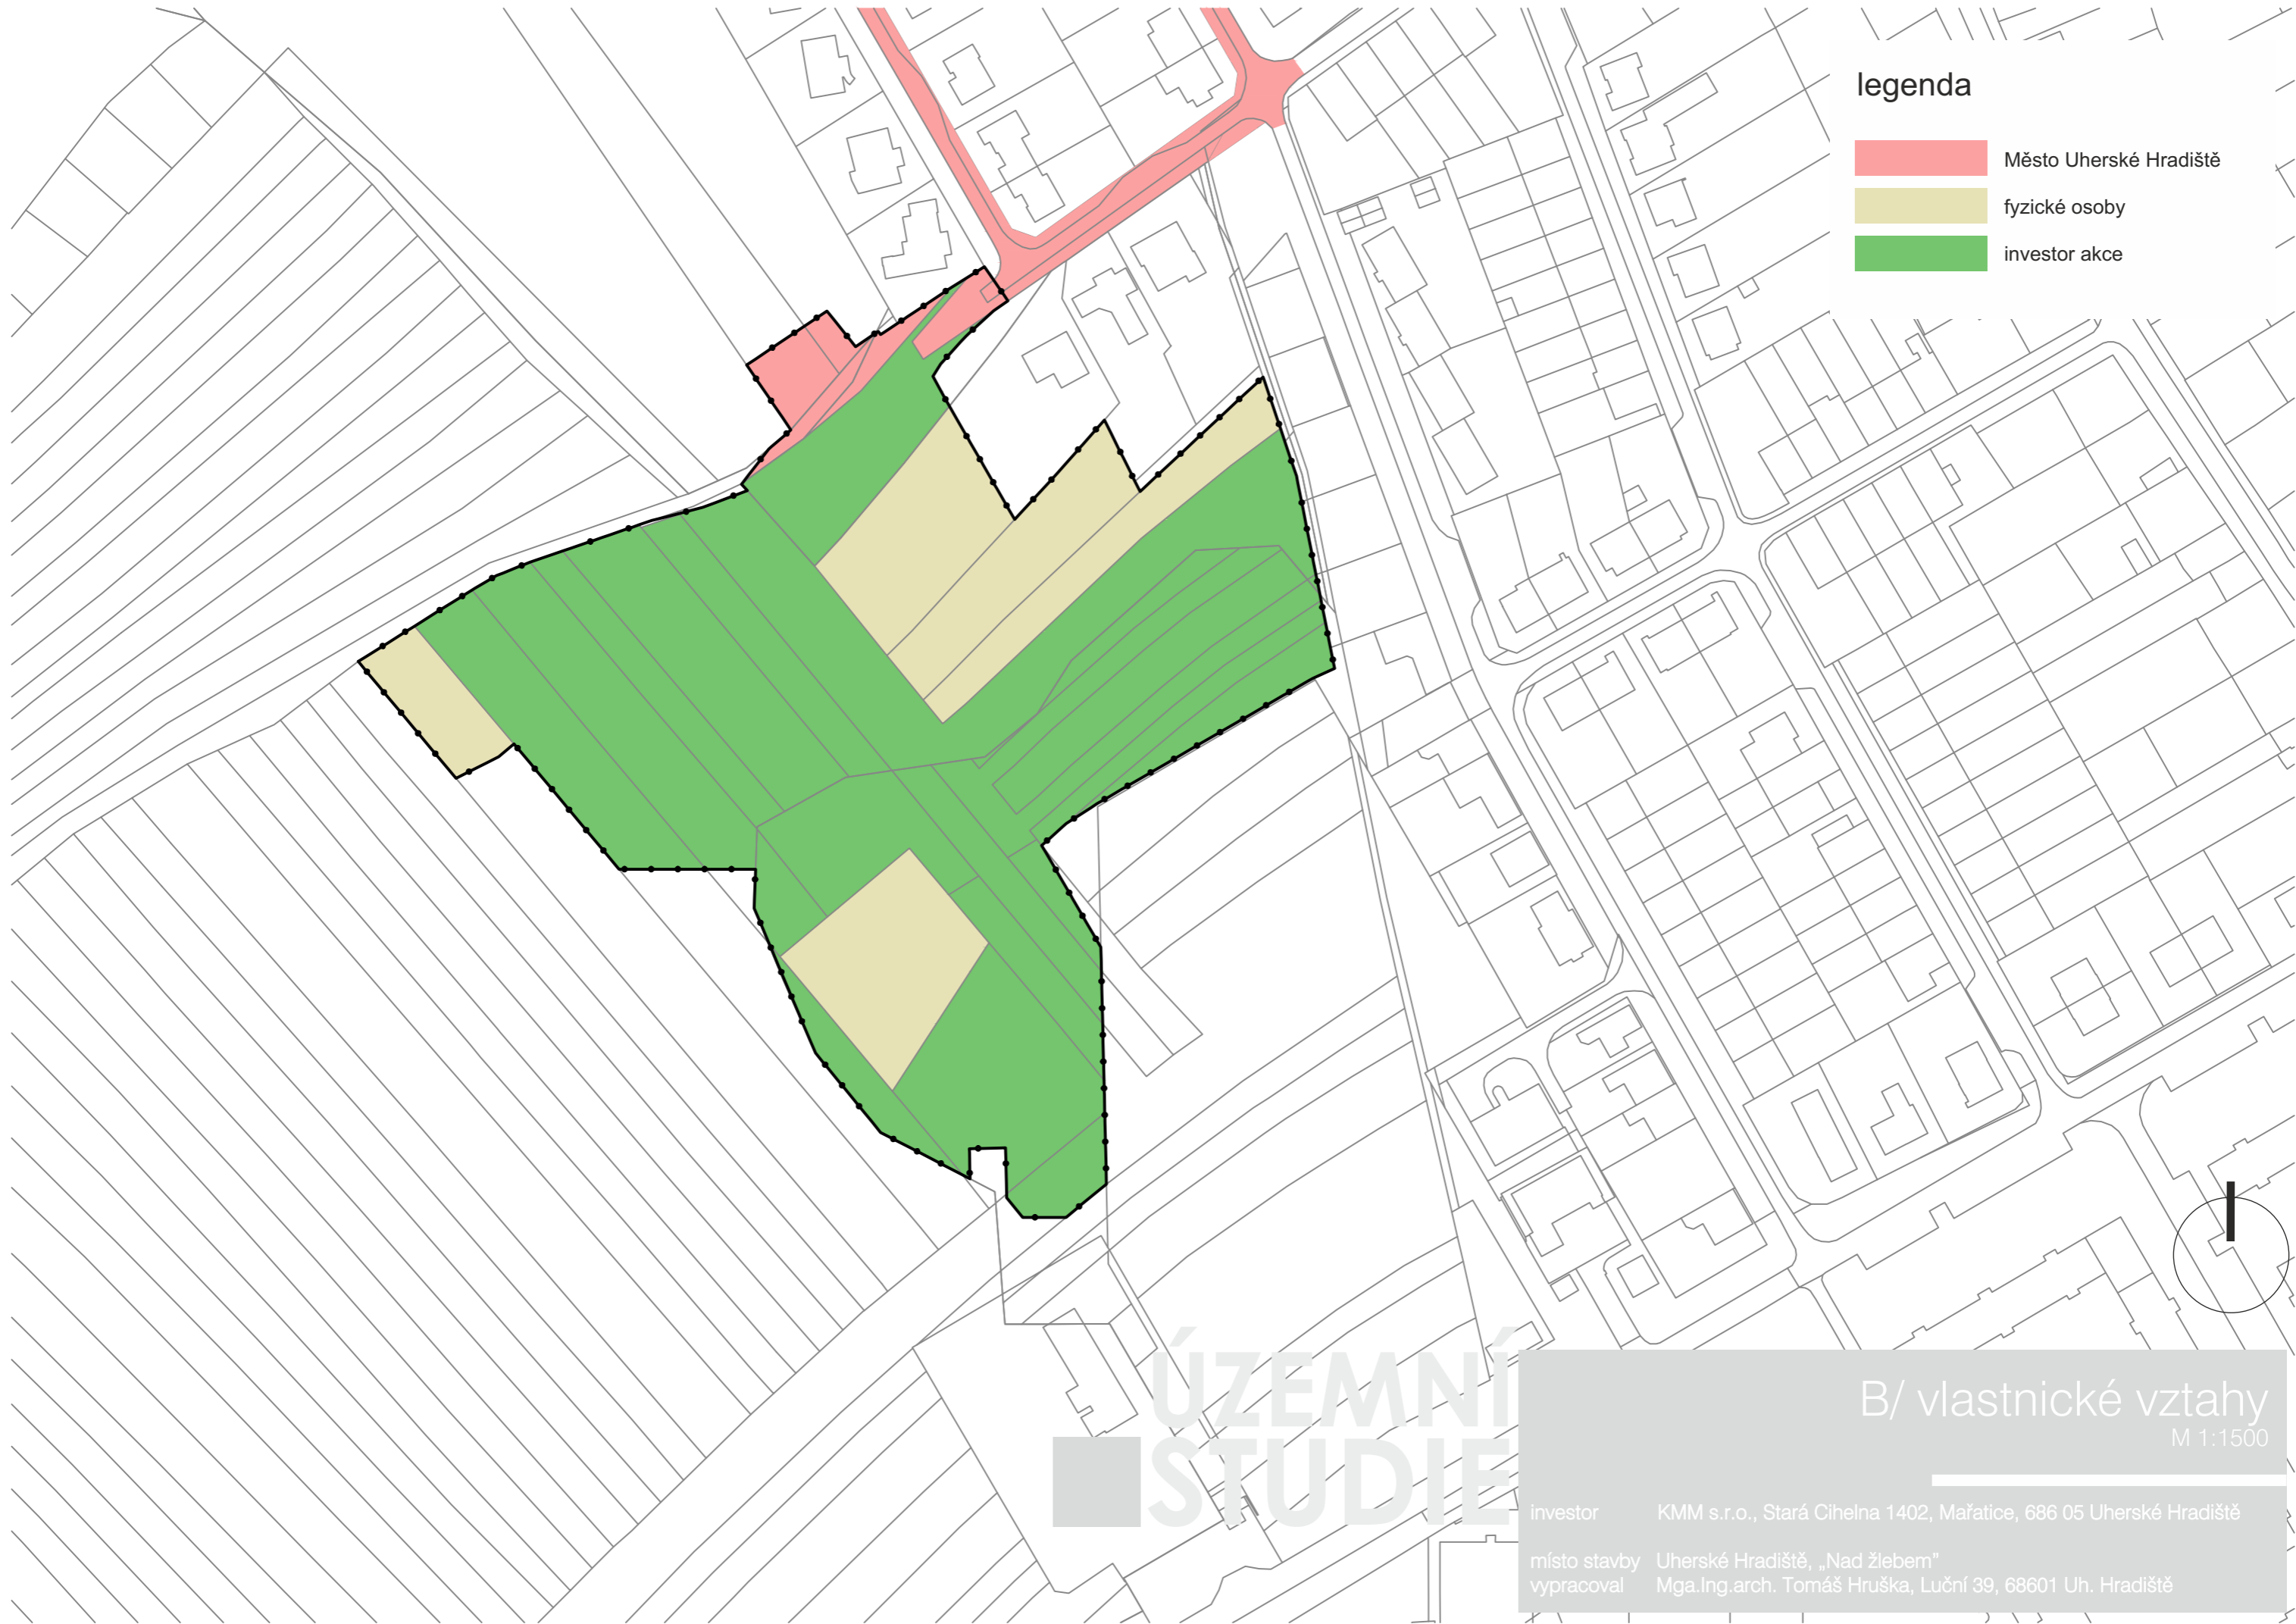 legenda
Město Uherské Hradiště
fyzické osoby
investor akce
ÚZEMNÍ
STUDIE
B/ vlastnické vztahy
M 1:1500
investor KMM s.r.o., Stará Cihelna 1402, Mařatice, 686 05 Uherské Hradiště
místo stavby Uherské Hradiště, „Nad žlebem"
vypracoval Mga.Ing.arch. Tomáš Hruška, Luční 39, 68601 Uh. Hradiště